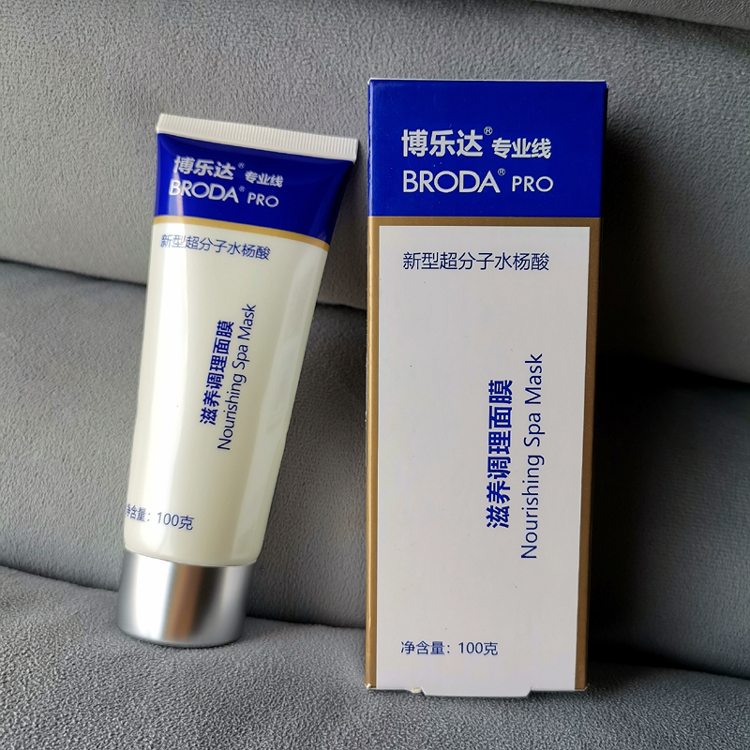 博乐达® 专业线
BRODA® PRO
新型超分子水杨酸
滋养调理面膜
Nourishing Spa Mask
净含量：100克
博乐达® 专业线
BRODA® PRO
新型超分子水杨酸
滋养调理面膜
Nourishing Spa Mask
净含量：100克